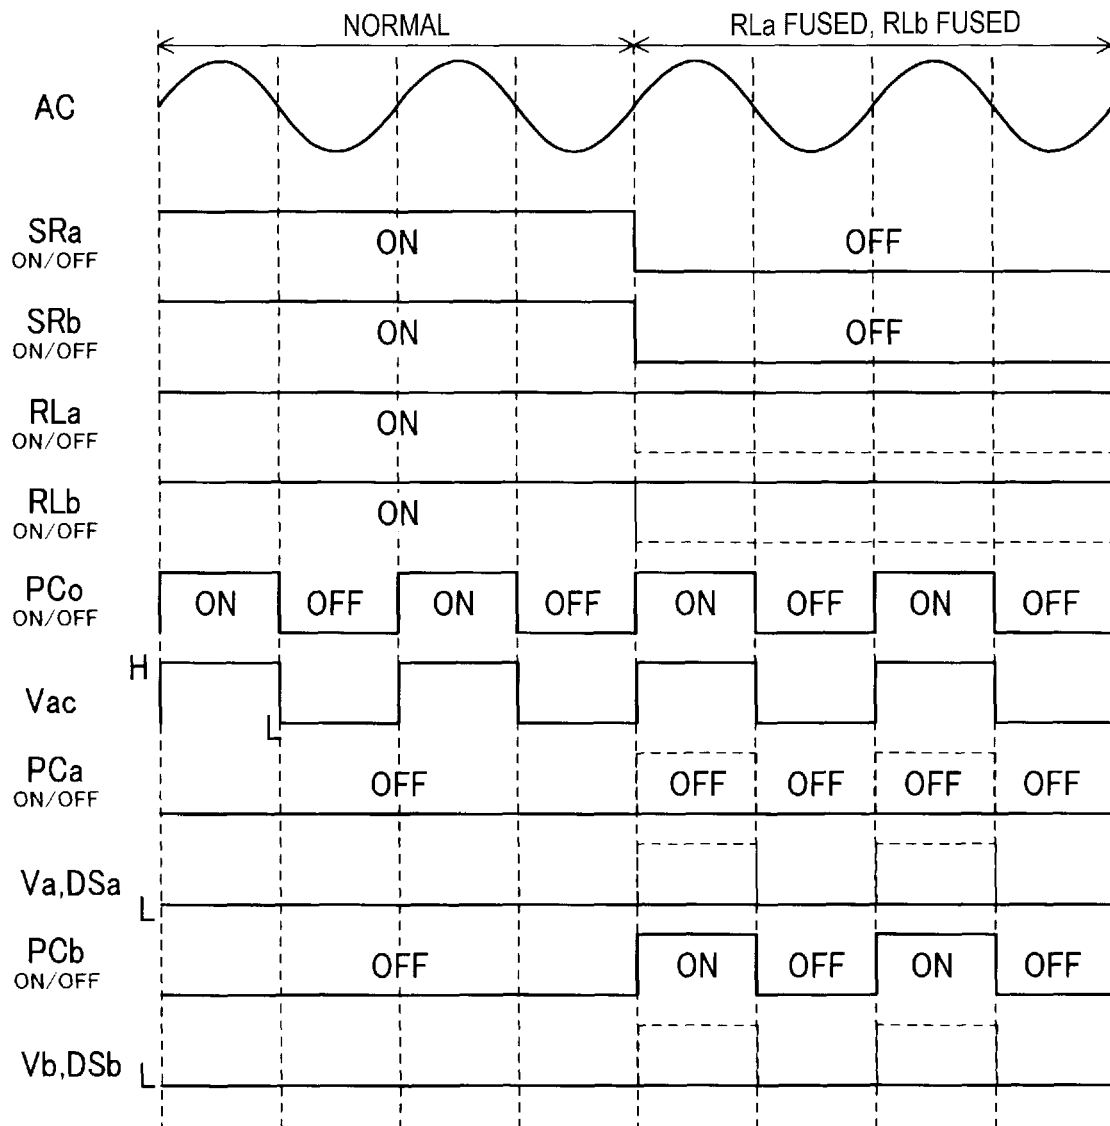 NORMAL RLa FUSED, RLb FUSED
AC
SRa
ON/OFF
ON OFF
SRb
ON/OFF
ON OFF
RLa
ON/OFF
ON
RLb
ON/OFF
ON
PCo
ON/OFF
ON OFF ON OFF ON OFF ON OFF
H
Vac
L
PCa
ON/OFF
OFF OFF OFF OFF OFF
Va,DSa
L
PCb
ON/OFF
OFF ON OFF ON OFF
Vb,DSb L